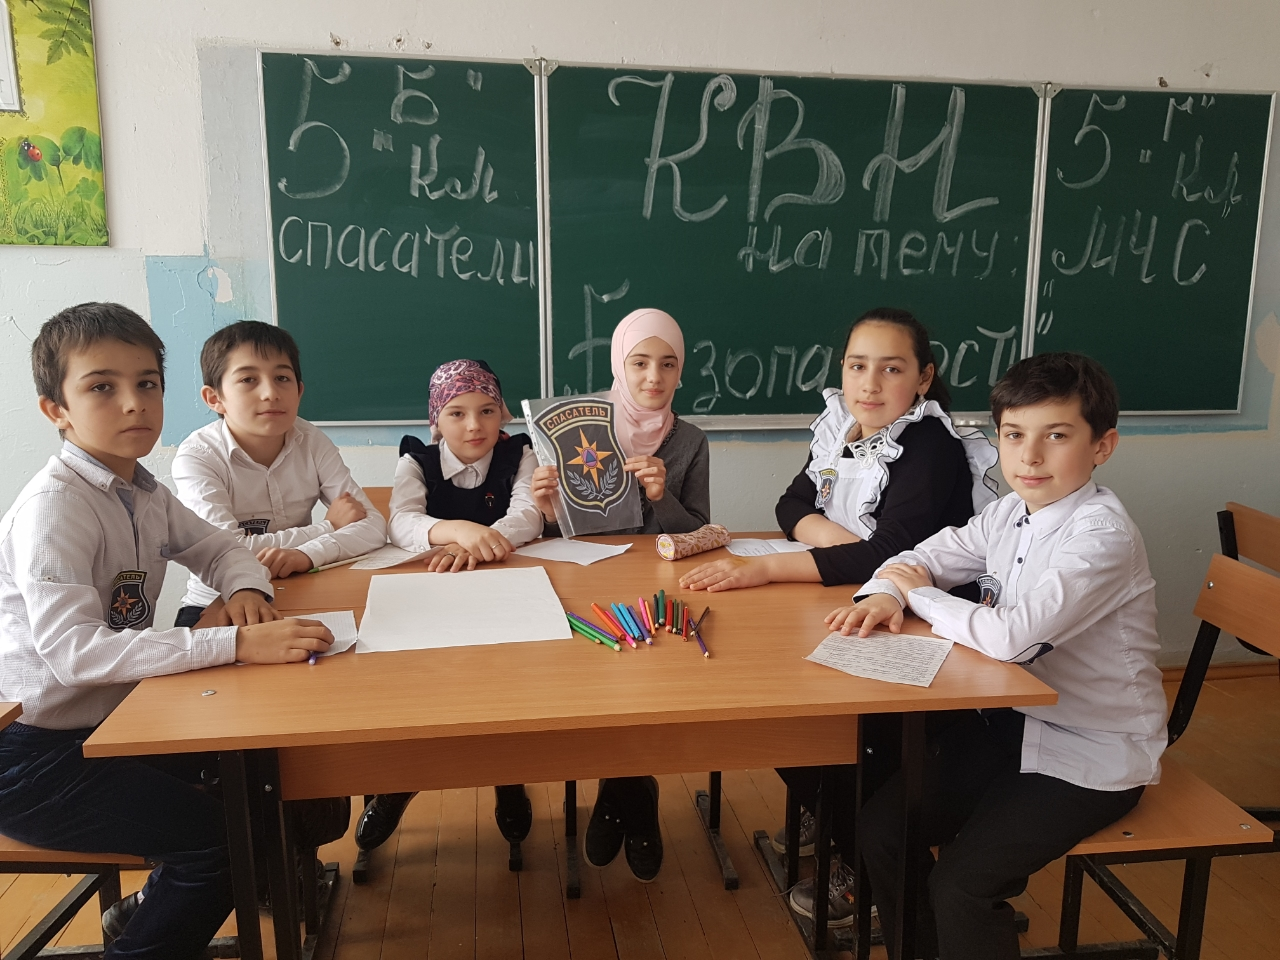 5 „Б" кл
спасатели
КВН
на тему:
„Безопасность"
5 „Г" кл
МЧС
СПАСАТЕЛЬ